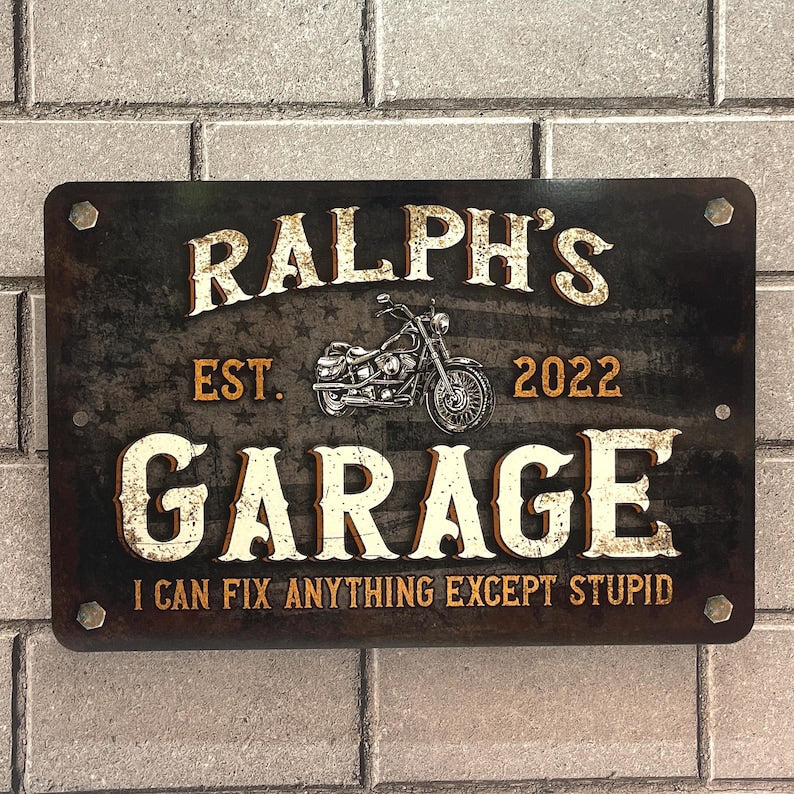 RALPH'S
EST. 2022
GARAGE
I CAN FIX ANYTHING EXCEPT STUPID